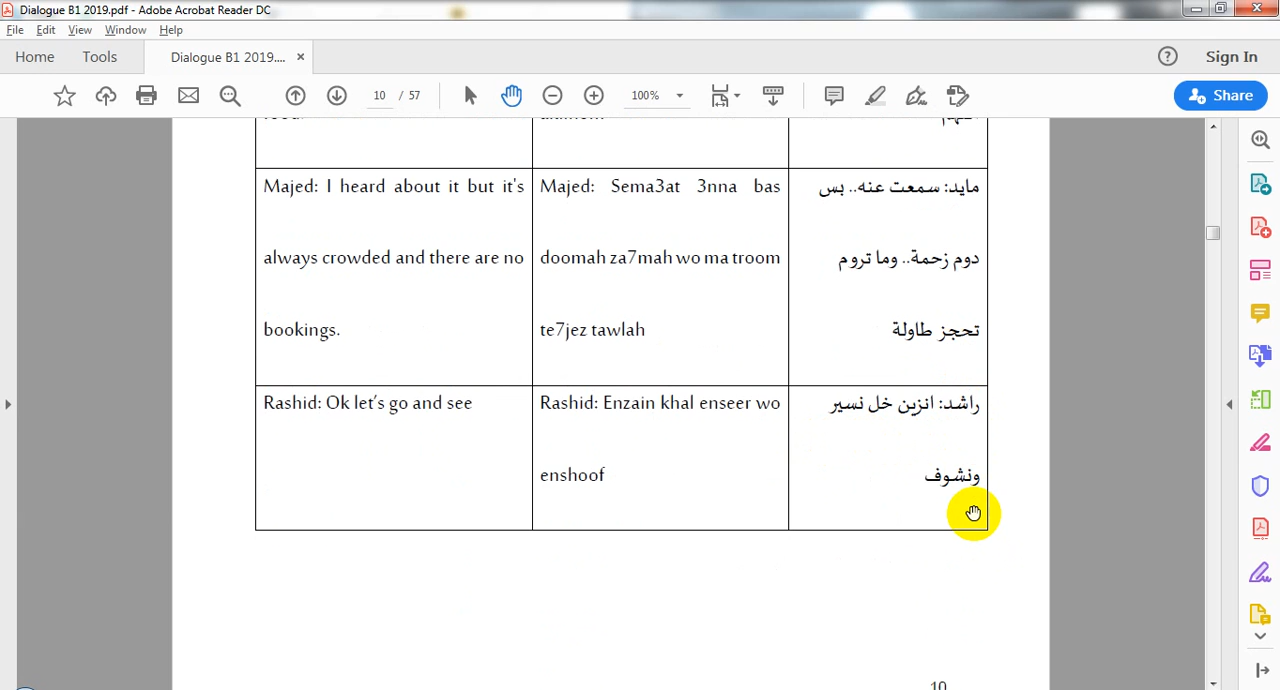 Dialogue B1 2019.pdf - Adobe Acrobat Reader DC
File Edit View Window Help
Home Tools Dialogue B1 2019.... × Sign In
10 / 57 100% Share
Majed: I heard about it but it's
always crowded and there are no
bookings.
Majed: Sema3at 3nna bas
doomah za7mah wo ma troom
te7jez tawlah
مايد: سمعت عنه.. بس
دوم زحمة.. وما تروم
تحجز طاولة
Rashid: Ok let's go and see
Rashid: Enzain khal enseer wo
enshoof
راشد: انزين خل نسير
ونشوف
10